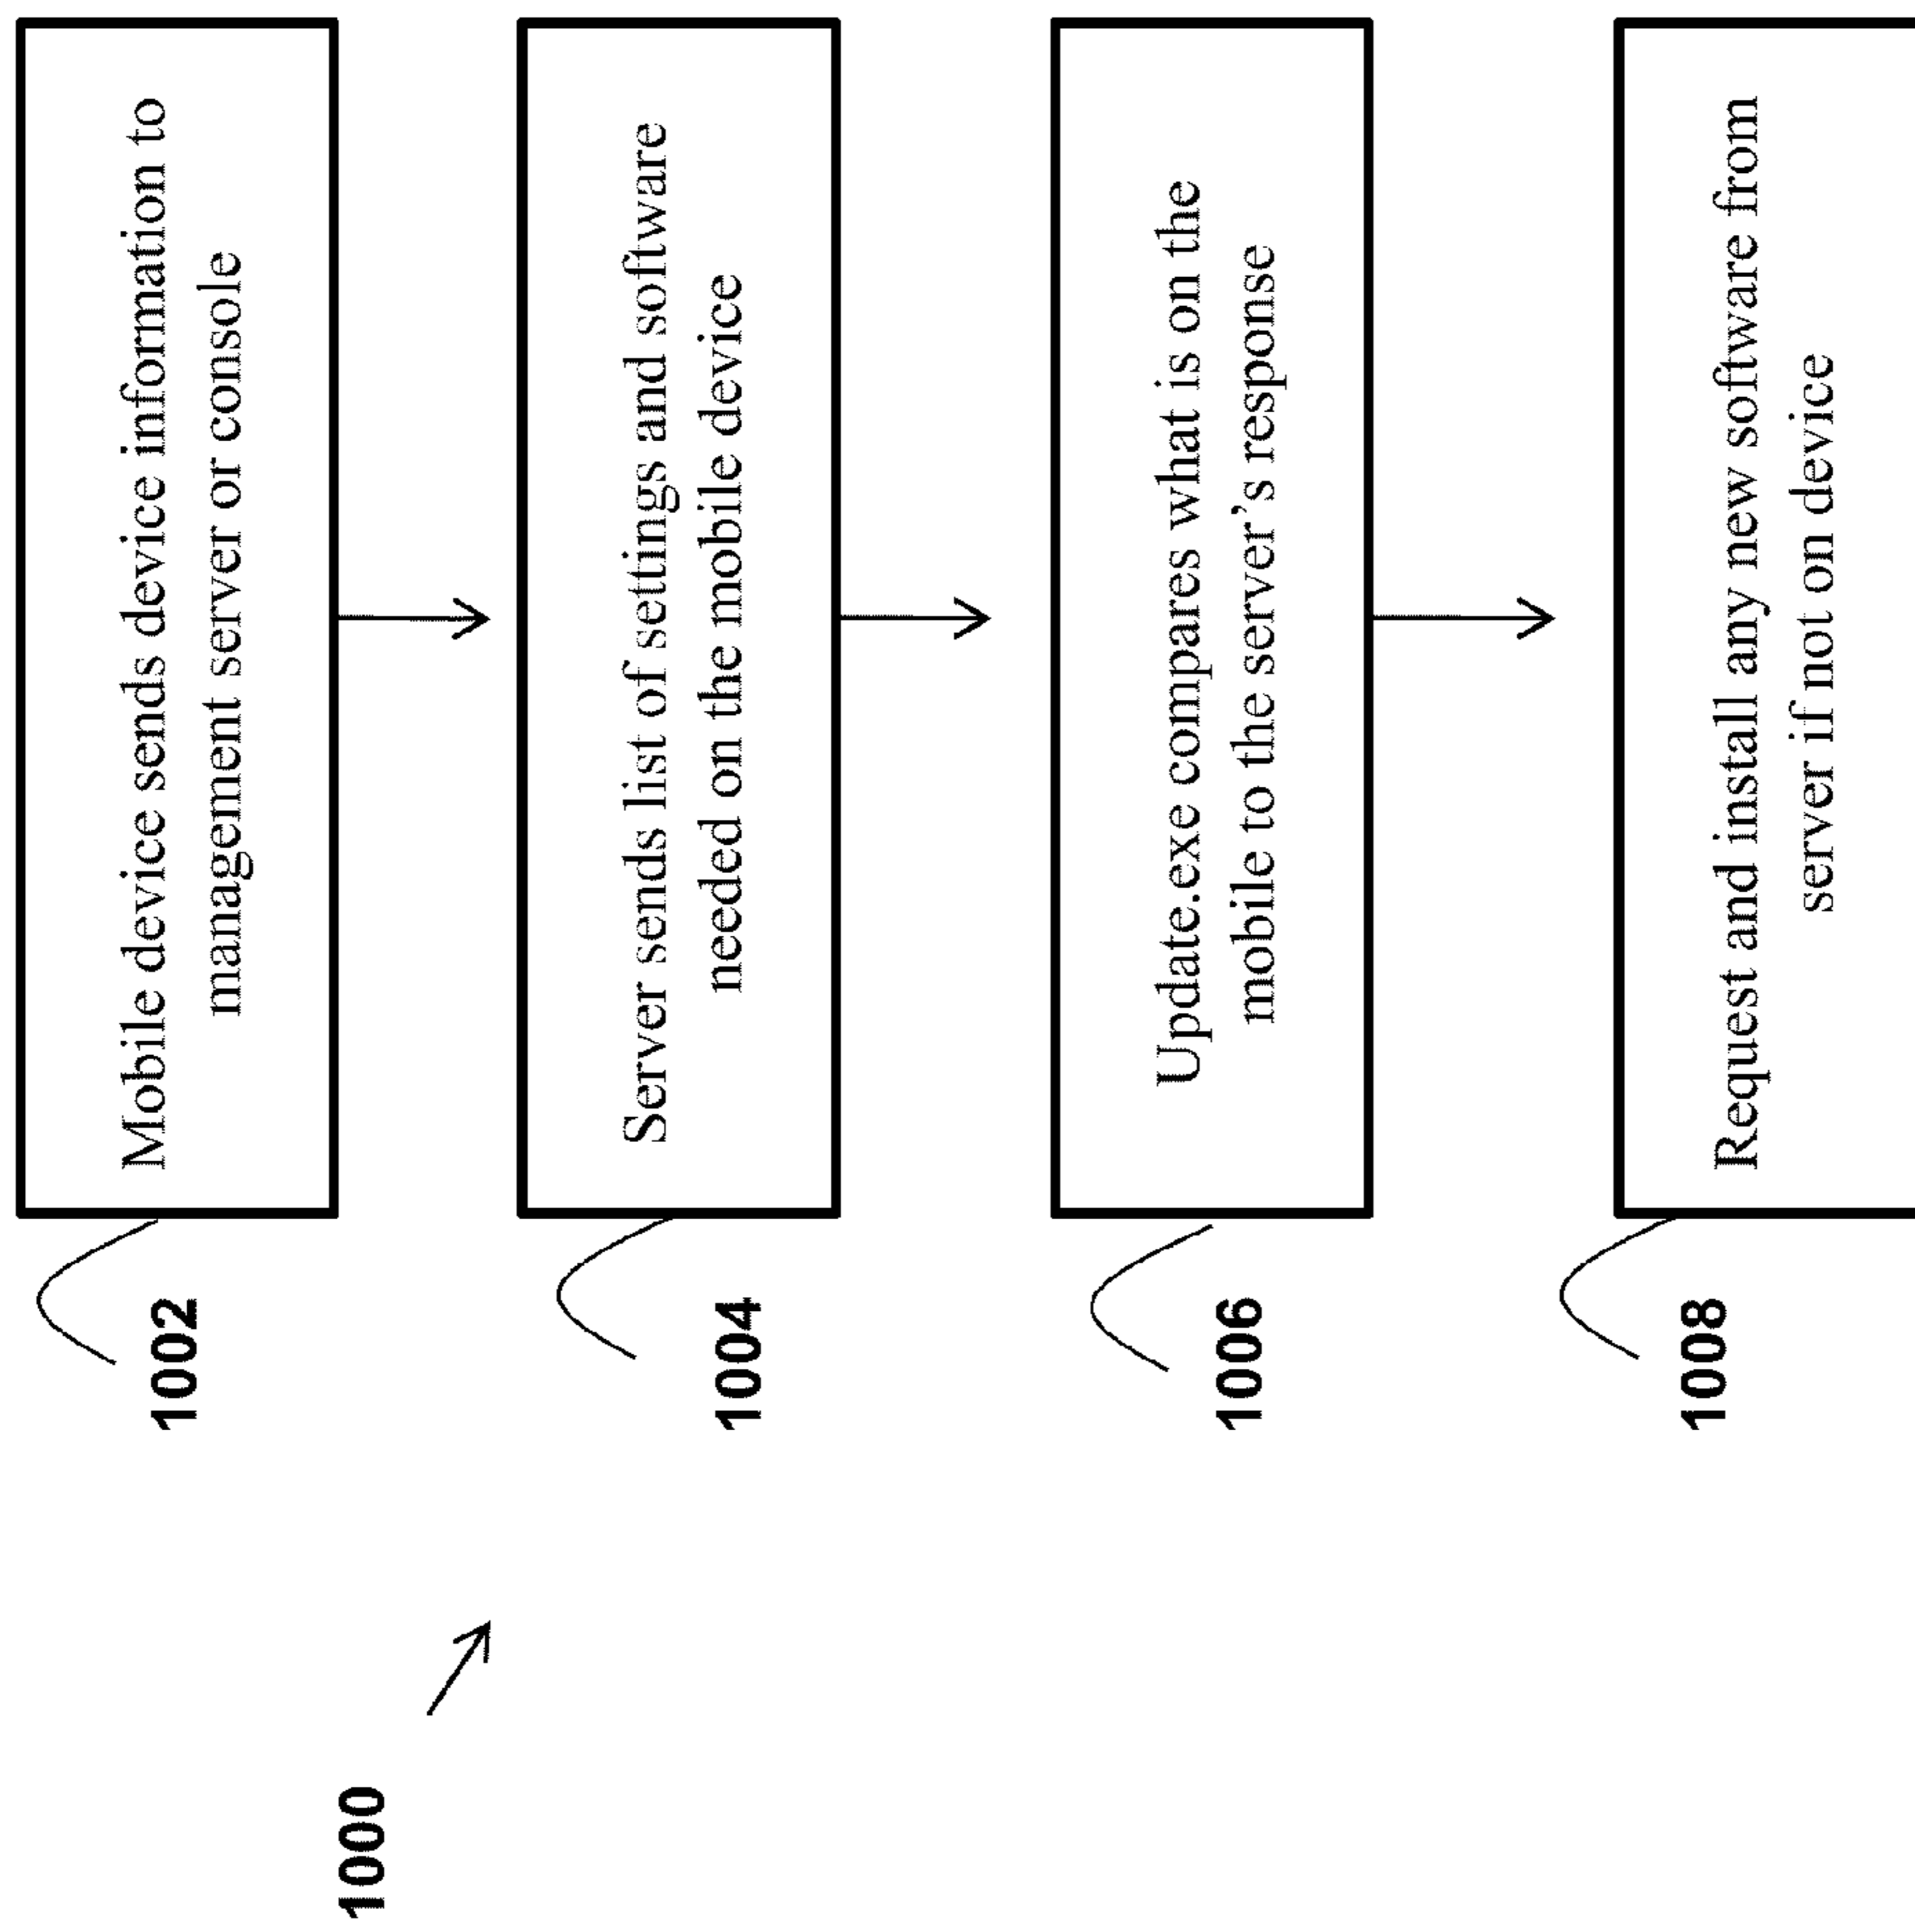 1000
1002
Mobile device sends device information to
management server or console
1004
Server sends list of settings and software
needed on the mobile device
1006
Update.exe compares what is on the
mobile to the server’s response
1008
Request and install any new software from
server if not on device